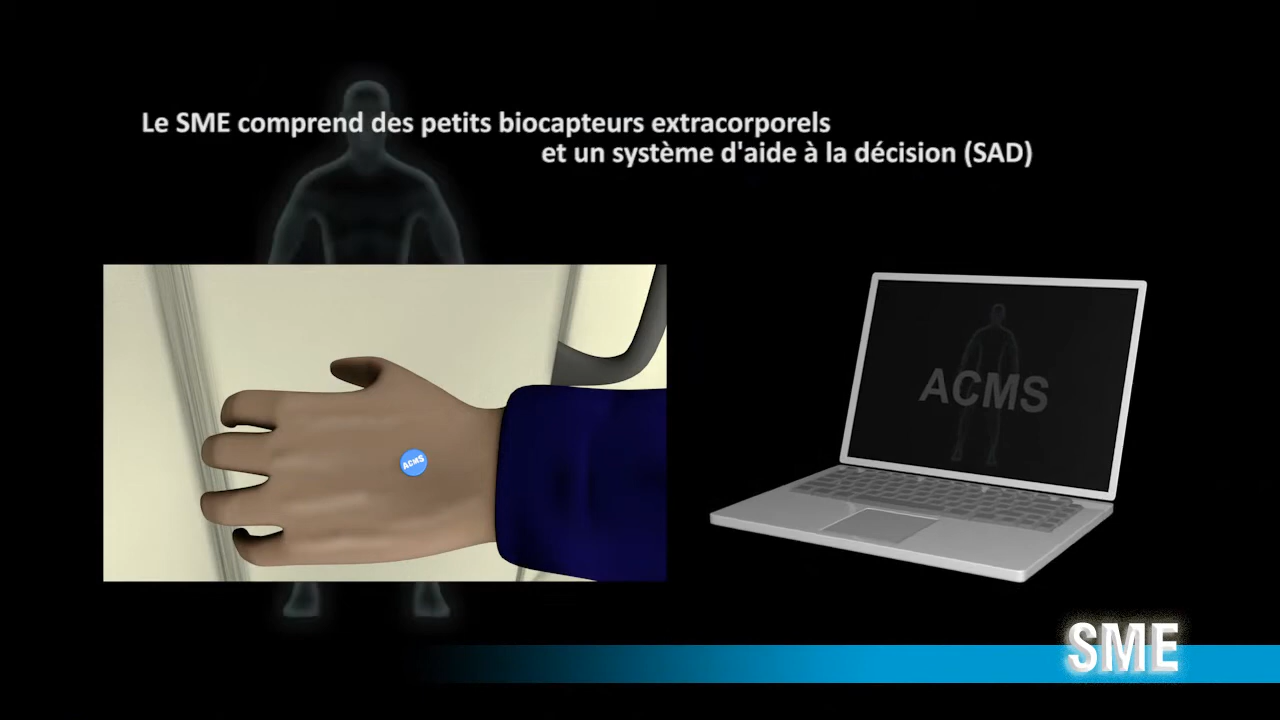 Le SME comprend des petits biocapteurs extracorporels
et un système d'aide à la décision (SAD)
ACMS
ACMS
SME